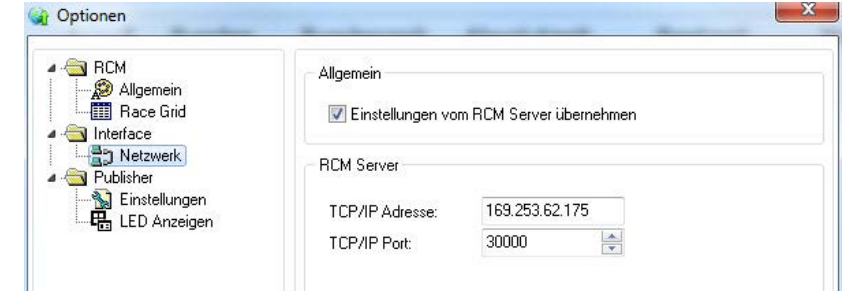 Optionen
RCM
Allgemein
Race Grid
Interface
Netzwerk
Publisher
Einstellungen
LED Anzeigen
Allgemein
Einstellungen vom RCM Server übernehmen
RCM Server
TCP/IP Adresse: 169.253.62.175
TCP/IP Port: 30000